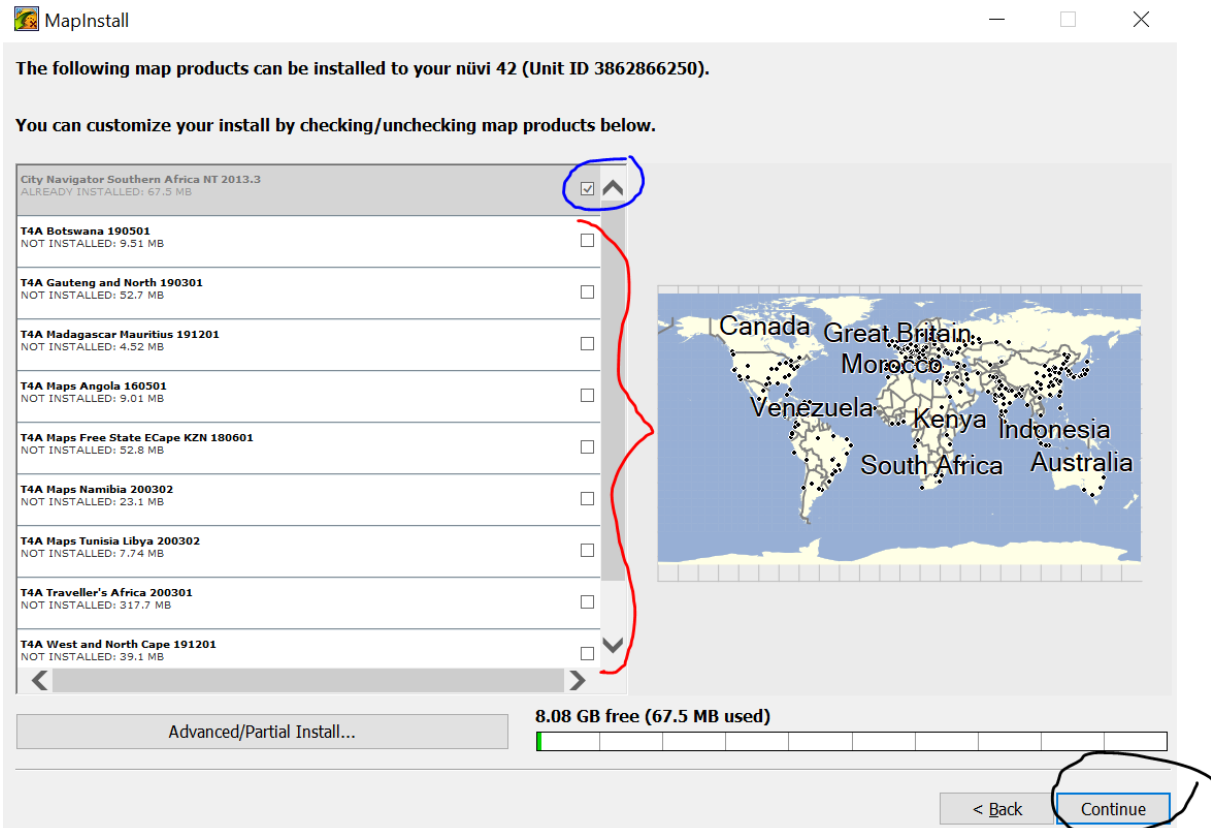 MapInstall
The following map products can be installed to your nüvi 42 (Unit ID 3862866250).
You can customize your install by checking/unchecking map products below.
City Navigator Southern Africa NT 2013.3
ALREADY INSTALLED: 67.5 MB
T4A Botswana 190501
NOT INSTALLED: 9.51 MB
T4A Gauteng and North 190301
NOT INSTALLED: 52.7 MB
T4A Madagascar Mauritius 191201
NOT INSTALLED: 4.52 MB
T4A Maps Angola 160501
NOT INSTALLED: 9.01 MB
T4A Maps Free State ECape KZN 180601
NOT INSTALLED: 52.8 MB
T4A Maps Namibia 200302
NOT INSTALLED: 23.1 MB
T4A Maps Tunisia Libya 200302
NOT INSTALLED: 7.74 MB
T4A Traveller's Africa 200301
NOT INSTALLED: 317.7 MB
T4A West and North Cape 191201
NOT INSTALLED: 39.1 MB
Canada
Great Britain
Morocco
Venezuela
Kenya
Indonesia
South Africa
Australia
Advanced/Partial Install...
8.08 GB free (67.5 MB used)
< Back
Continue